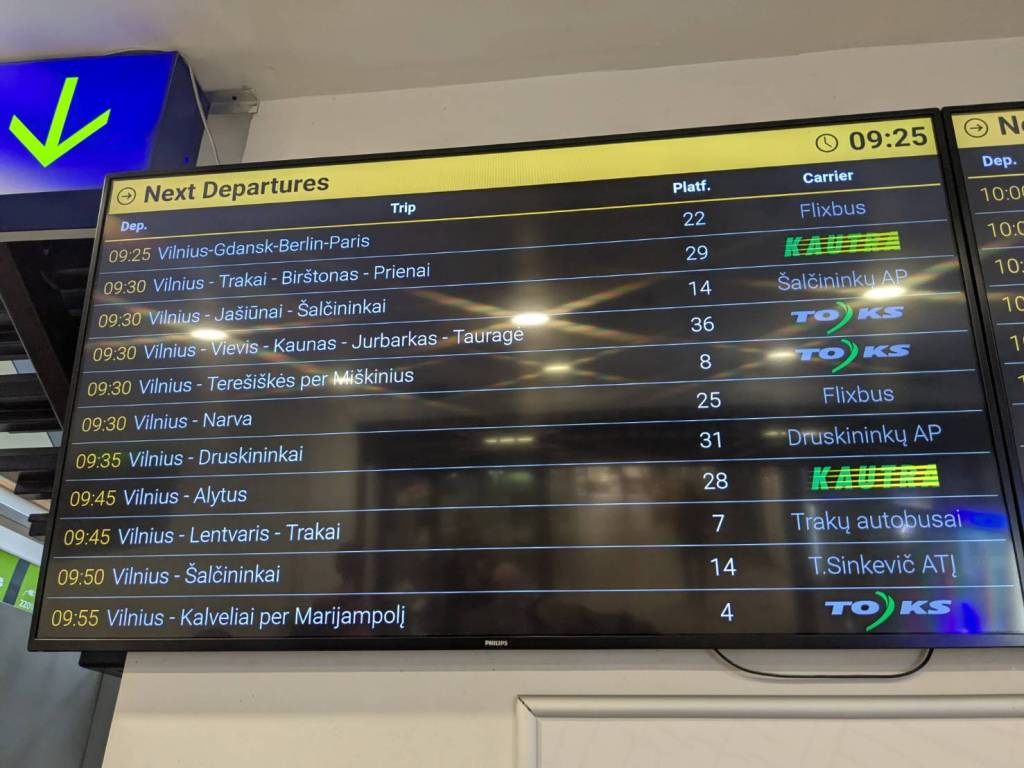 Next Departures 09:25
Dep. Trip Platf. Carrier
09:25 Vilnius-Gdansk-Berlin-Paris 22 Flixbus
09:30 Vilnius - Trakai - Birštonas - Prienai 29 KAUTRA
09:30 Vilnius - Jašiūnai - Šalčininkai 14 Šalčininkų AP
09:30 Vilnius - Vievis - Kaunas - Jurbarkas - Tauragė 36 TOKS
09:30 Vilnius - Terešiškės per Miškinius 8 TOKS
09:30 Vilnius - Narva 25 Flixbus
09:35 Vilnius - Druskininkai 31 Druskininkų AP
09:45 Vilnius - Alytus 28 KAUTRA
09:45 Vilnius - Lentvaris - Trakai 7 Trakų autobusai
09:50 Vilnius - Šalčininkai 14 T.Sinkevič ATĮ
09:55 Vilnius - Kalveliai per Marijampolį 4 TOKS
PHILIPS
Dep.